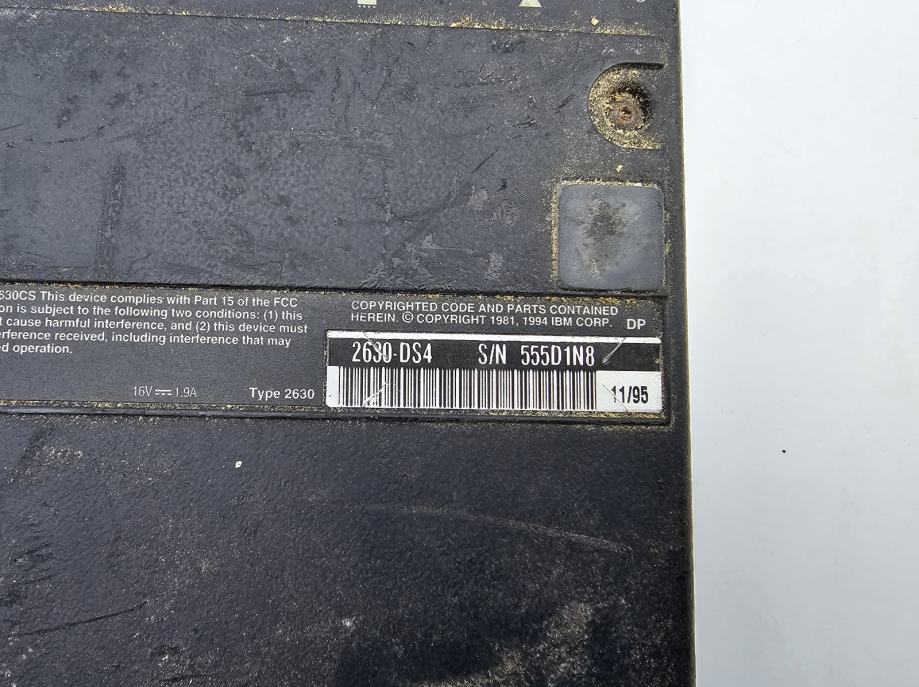 630CS This device complies with Part 15 of the FCC
on is subject to the following two conditions: (1) this
t cause harmful interference, and (2) this device must
erference received, including interference that may
d operation.
16V 1.9A
Type 2630
COPYRIGHTED CODE AND PARTS CONTAINED
HEREIN. © COPYRIGHT 1981, 1994 IBM CORP. DP
2630-DS4 S/N 555D1N8
11/95